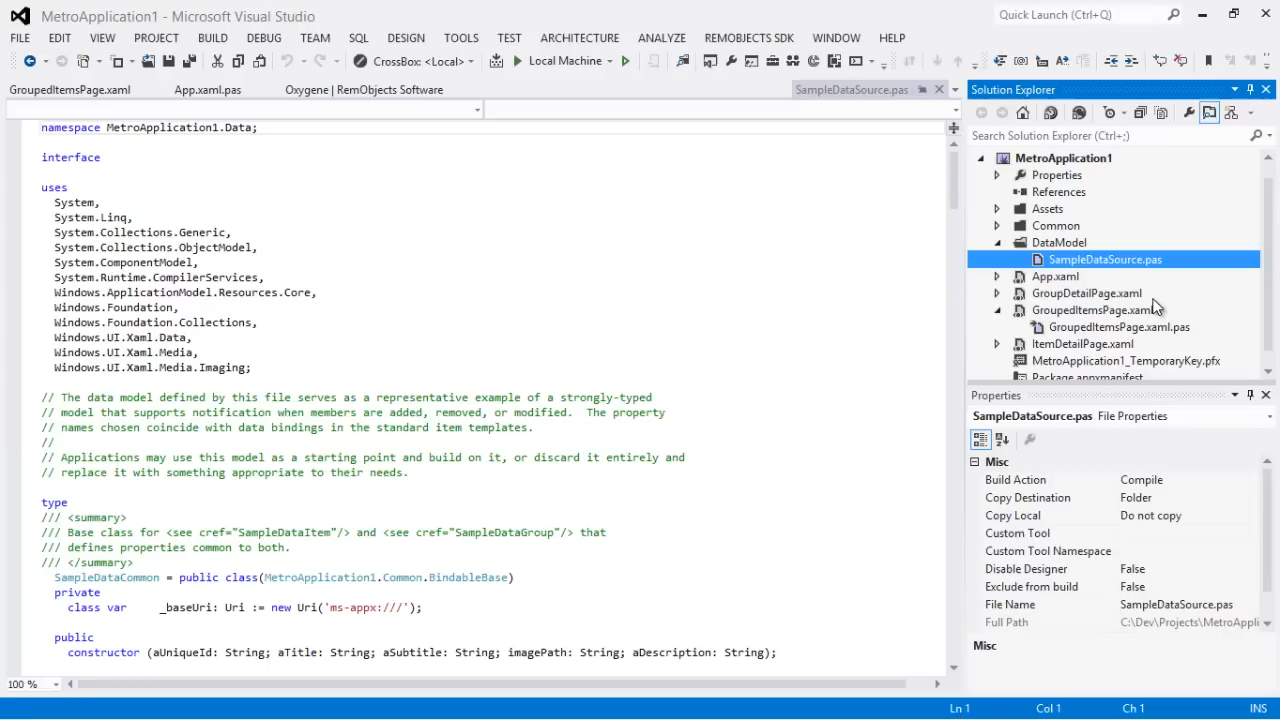 MetroApplication1 - Microsoft Visual Studio
Quick Launch (Ctrl+Q)
FILE EDIT VIEW PROJECT BUILD DEBUG TEAM SQL DESIGN TOOLS TEST ARCHITECTURE ANALYZE REMOBJECTS SDK WINDOW HELP
CrossBox: <Local>
Local Machine
GroupedItemsPage.xaml
App.xaml.pas
Oxygene | RemObjects Software
SampleDataSource.pas
namespace MetroApplication1.Data;
interface
uses
System,
System.Linq,
System.Collections.Generic,
System.Collections.ObjectModel,
System.ComponentModel,
System.Runtime.CompilerServices,
Windows.ApplicationModel.Resources.Core,
Windows.Foundation,
Windows.Foundation.Collections,
Windows.UI.Xaml.Data,
Windows.UI.Xaml.Media,
Windows.UI.Xaml.Media.Imaging;
// The data model defined by this file serves as a representative example of a strongly-typed
// model that supports notification when members are added, removed, or modified.  The property
// names chosen coincide with data bindings in the standard item templates.
//
// Applications may use this model as a starting point and build on it, or discard it entirely and
// replace it with something appropriate to their needs.
type
/// <summary>
/// Base class for <see cref="SampleDataItem"/> and <see cref="SampleDataGroup"/> that
/// defines properties common to both.
/// </summary>
SampleDataCommon = public class(MetroApplication1.Common.BindableBase)
private
class var     _baseUri: Uri := new Uri('ms-appx:///');
public
constructor (aUniqueId: String; aTitle: String; aSubtitle: String; imagePath: String; aDescription: String);
100 %
Solution Explorer
Search Solution Explorer (Ctrl+;)
MetroApplication1
Properties
References
Assets
Common
DataModel
SampleDataSource.pas
App.xaml
GroupDetailPage.xaml
GroupedItemsPage.xaml
GroupedItemsPage.xaml.pas
ItemDetailPage.xaml
MetroApplication1_TemporaryKey.pfx
Package.appxmanifest
Properties
SampleDataSource.pas File Properties
Misc
Build Action Compile
Copy Destination Folder
Copy Local Do not copy
Custom Tool
Custom Tool Namespace
Disable Designer False
Exclude from build False
File Name SampleDataSource.pas
Full Path C:\Dev\Projects\MetroAppli
Misc
Ln 1 Col 1 Ch 1 INS